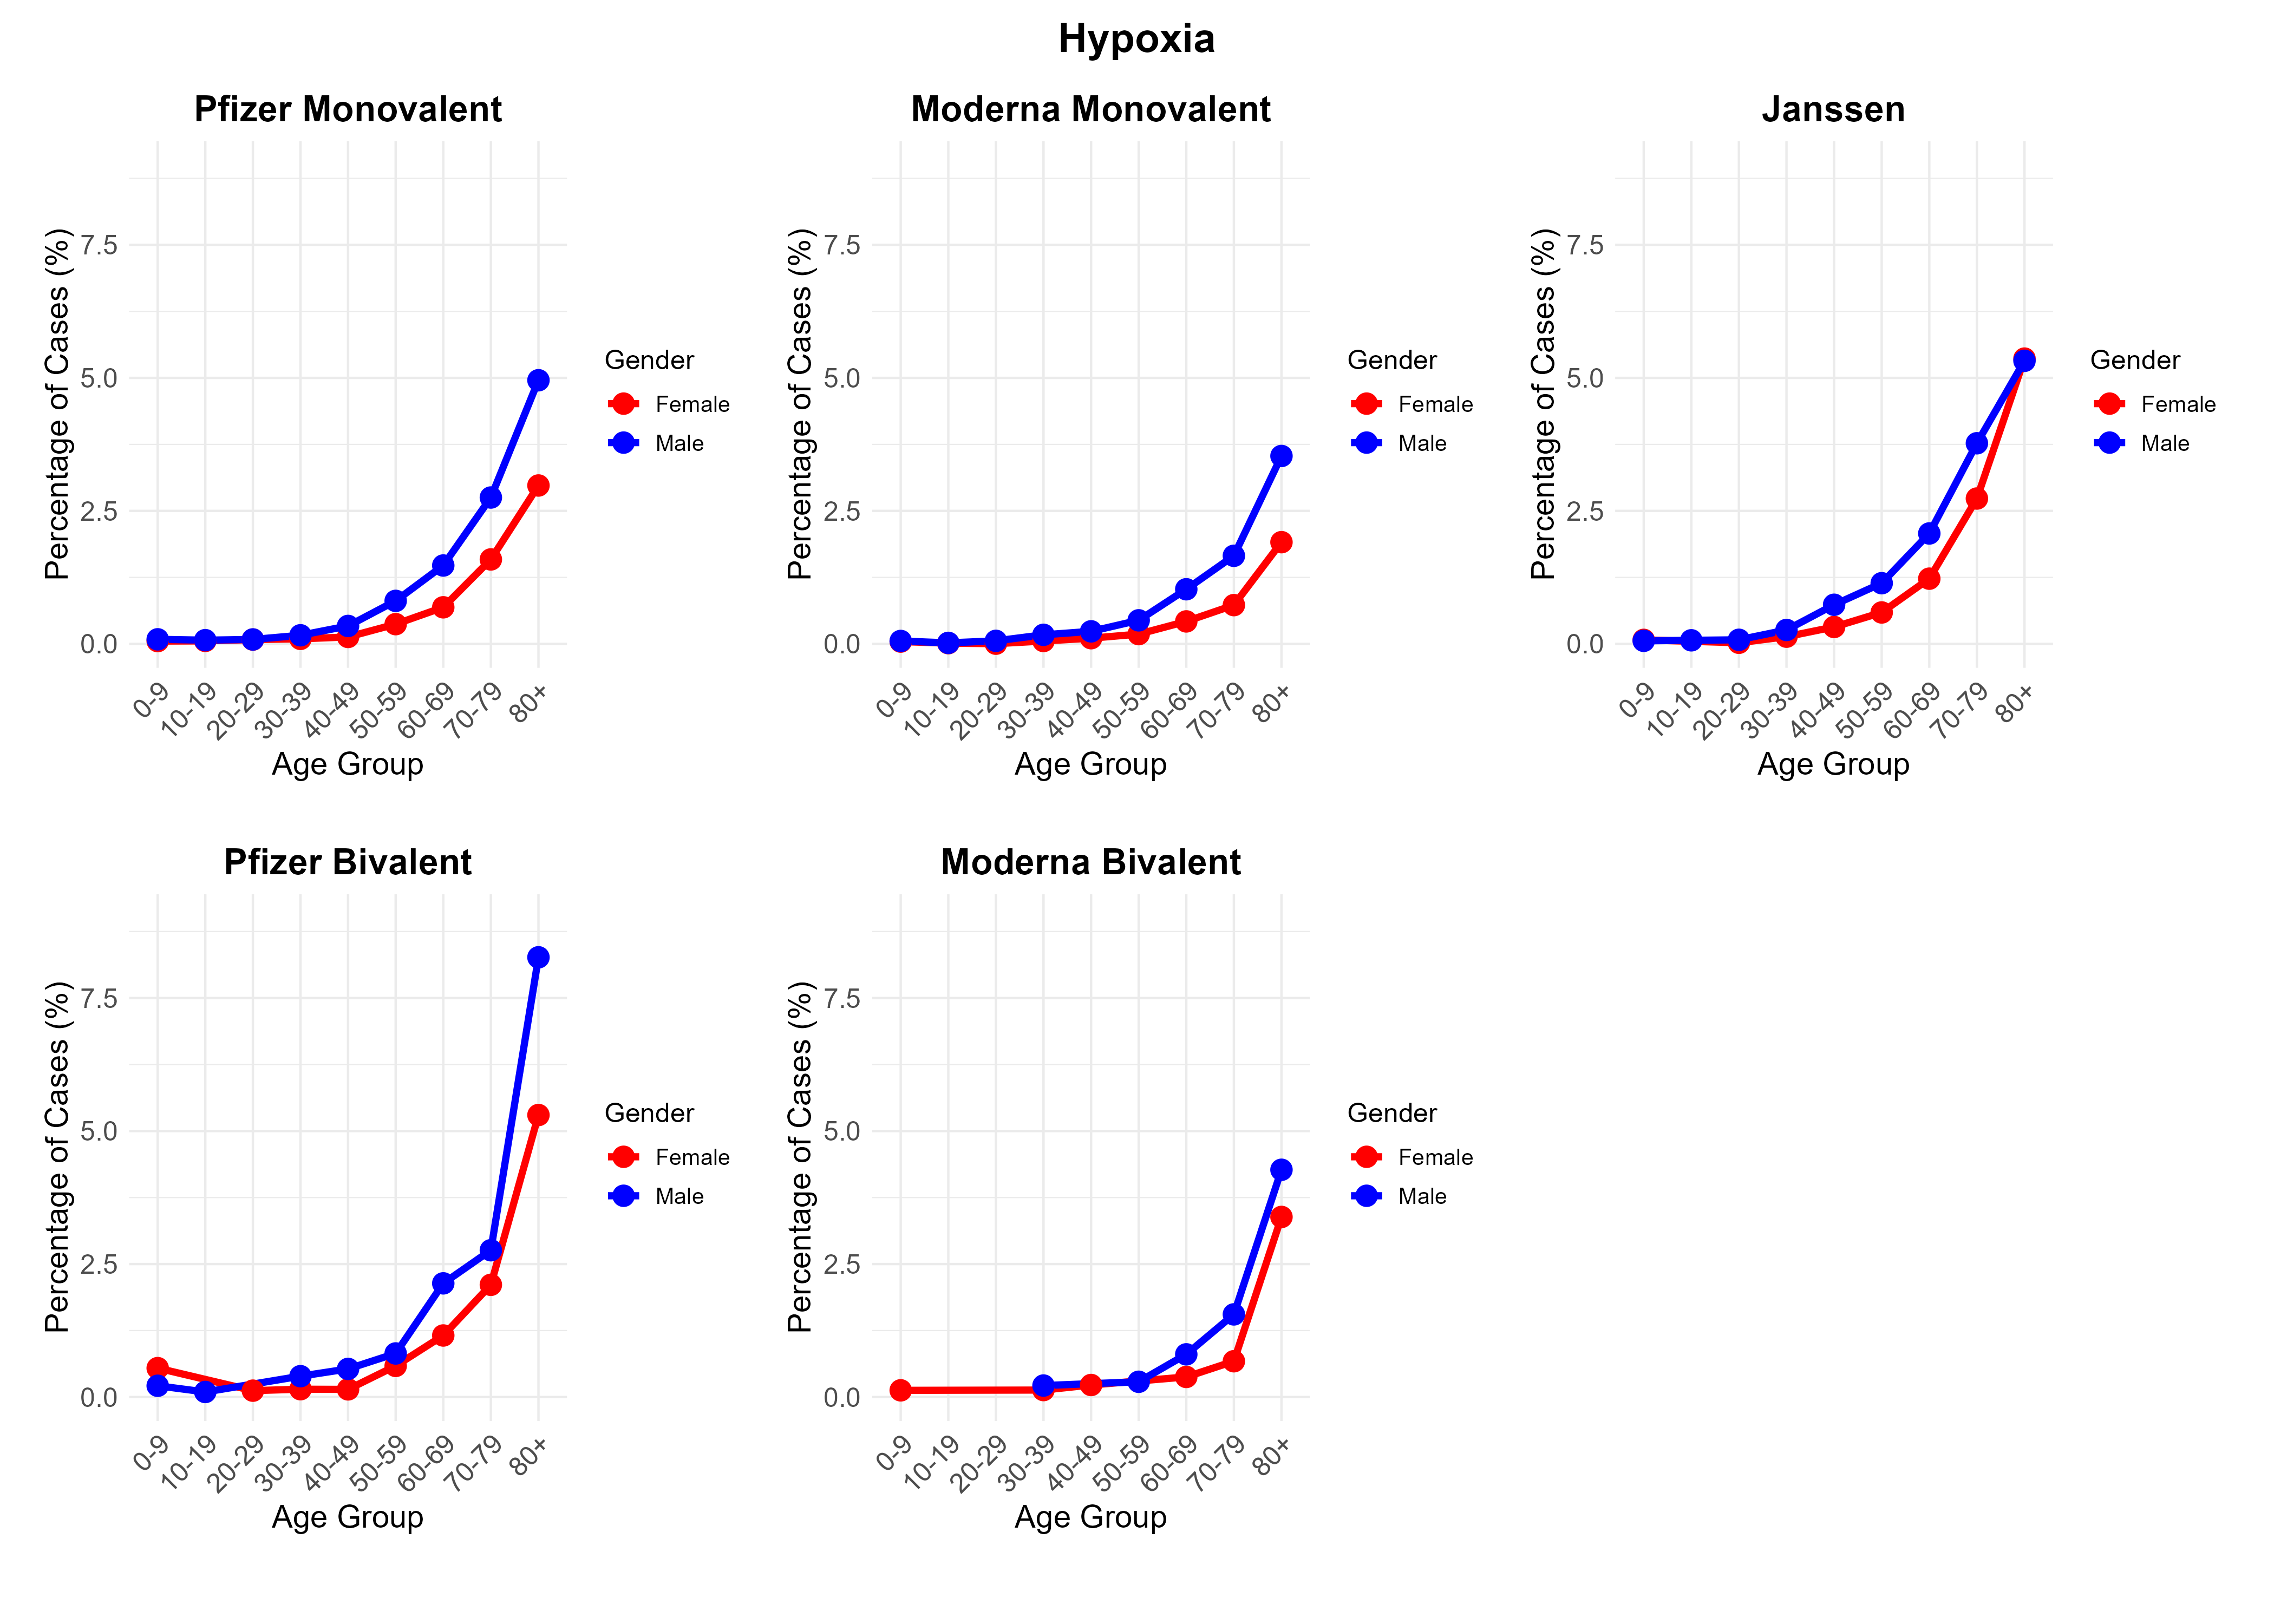 Hypoxia
Pfizer Monovalent
Percentage of Cases (%)
7.5
5.0
2.5
0.0
0-9
10-19
20-29
30-39
40-49
50-59
60-69
70-79
80+
Age Group
Gender
Female
Male
Moderna Monovalent
Percentage of Cases (%)
7.5
5.0
2.5
0.0
0-9
10-19
20-29
30-39
40-49
50-59
60-69
70-79
80+
Age Group
Gender
Female
Male
Janssen
Percentage of Cases (%)
7.5
5.0
2.5
0.0
0-9
10-19
20-29
30-39
40-49
50-59
60-69
70-79
80+
Age Group
Gender
Female
Male
Pfizer Bivalent
Percentage of Cases (%)
7.5
5.0
2.5
0.0
0-9
10-19
20-29
30-39
40-49
50-59
60-69
70-79
80+
Age Group
Gender
Female
Male
Moderna Bivalent
Percentage of Cases (%)
7.5
5.0
2.5
0.0
0-9
10-19
20-29
30-39
40-49
50-59
60-69
70-79
80+
Age Group
Gender
Female
Male